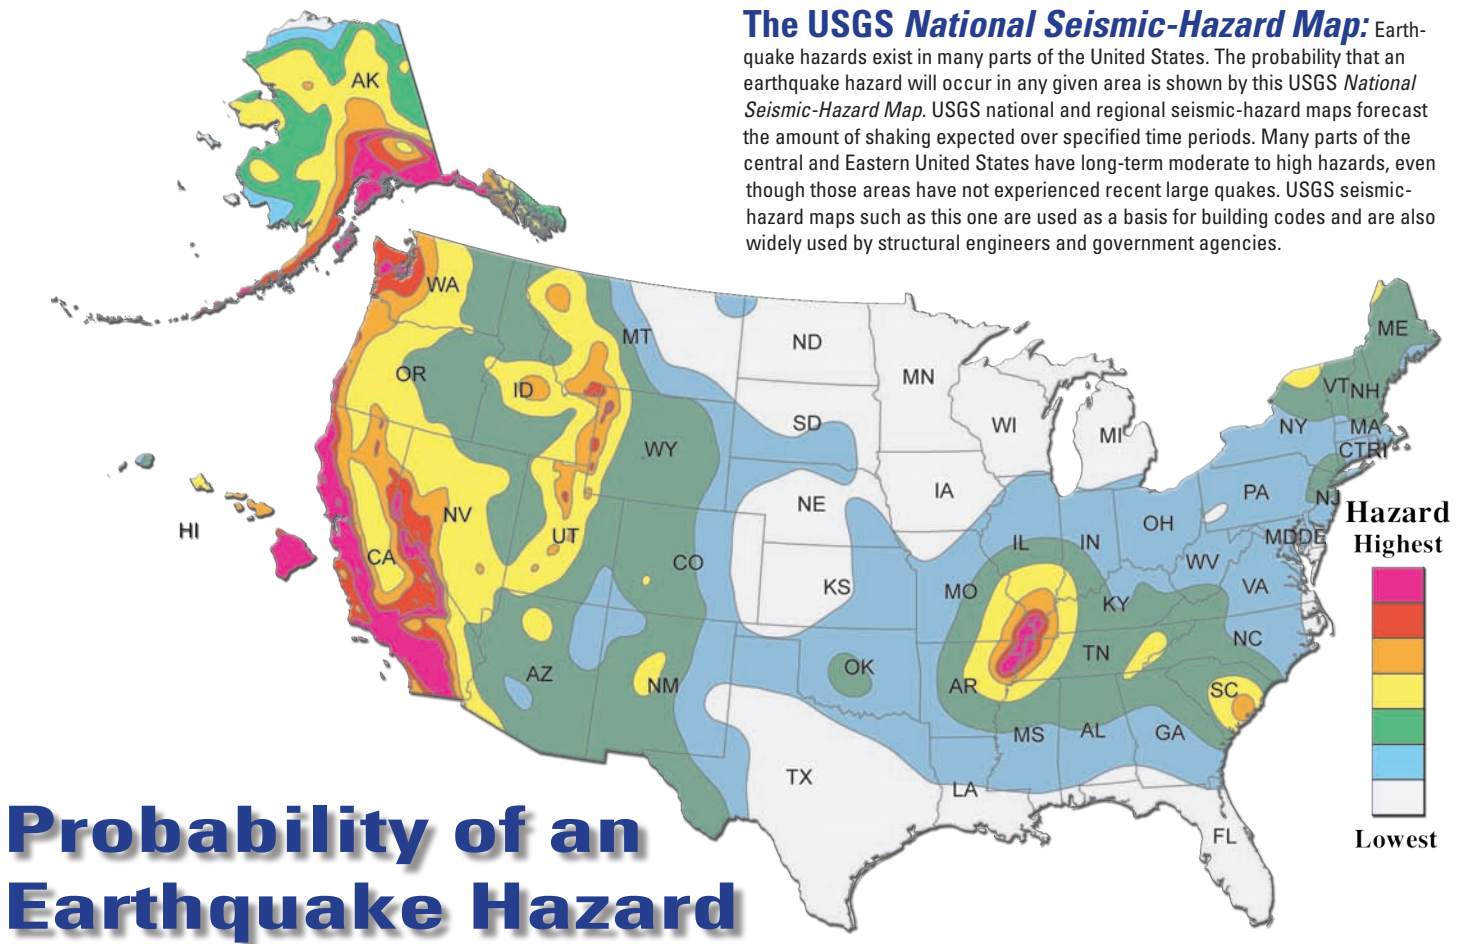 The USGS National Seismic-Hazard Map: Earth-
quake hazards exist in many parts of the United States. The probability that an
earthquake hazard will occur in any given area is shown by this USGS National
Seismic-Hazard Map. USGS national and regional seismic-hazard maps forecast
the amount of shaking expected over specified time periods. Many parts of the
central and Eastern United States have long-term moderate to high hazards, even
though those areas have not experienced recent large quakes. USGS seismic-
hazard maps such as this one are used as a basis for building codes and are also
widely used by structural engineers and government agencies.
AK
WA
MT
ND
MN
ME
OR
ID
WI
MI
VT
NH
SD
NY
MA
WY
CT
RI
IA
PA
NE
NJ
HI
NV
OH
UT
IL
IN
MD
DE
CA
CO
WV
KS
MO
VA
KY
NC
TN
OK
AZ
NM
AR
SC
MS
AL
GA
TX
LA
FL
Hazard
Highest
Lowest
Probability of an
Earthquake Hazard